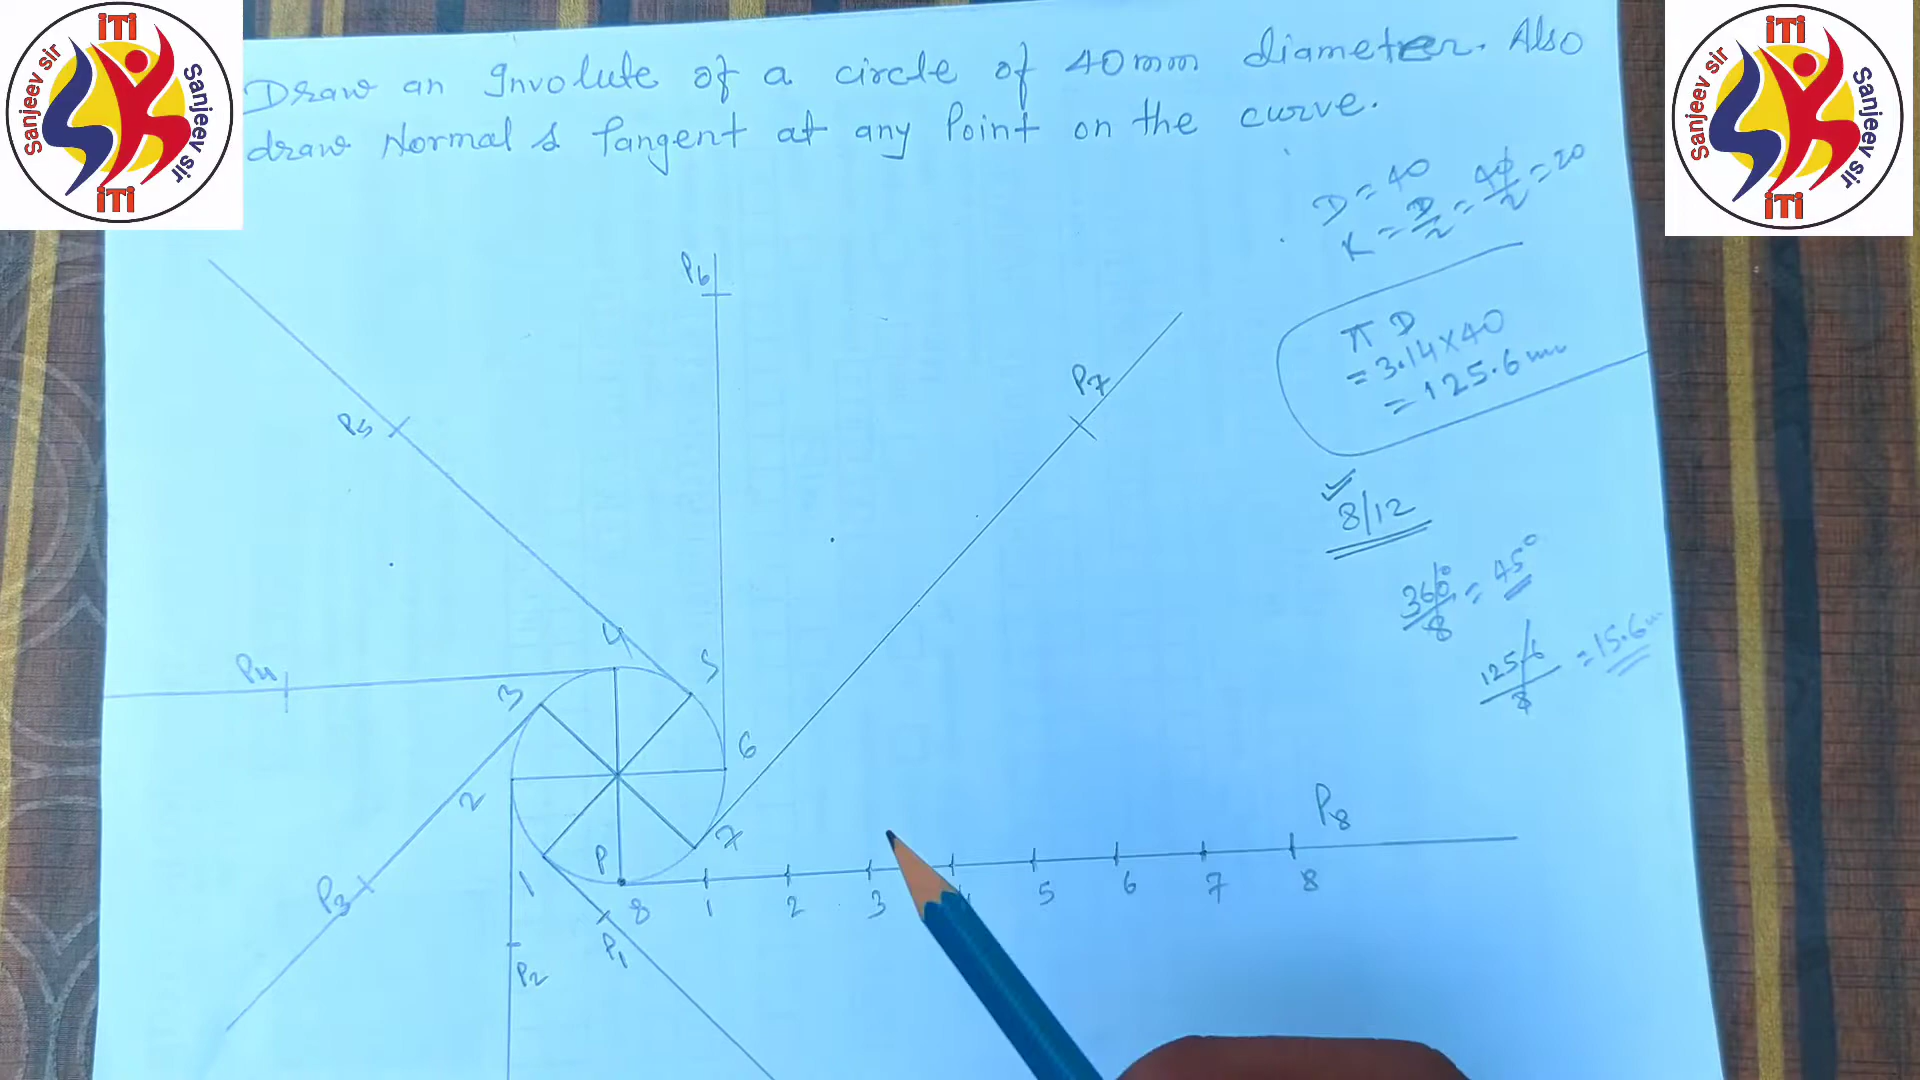 iTi
Sanjeev sir
Sanjeev sir
iTi
iTi
Sanjeev sir
Sanjeev sir
iTi
Draw an Involute of a circle of 40mm diameter. Also
draw Normal & Tangent at any Point on the curve.
D = 40
R = D/2 = 40/2 = 20
π D
= 3.14×40
= 125.6mm
8/12
360°/8 = 45°
125.6/8 = 15.6mm
P6
P7
P5
4
P4
3
5
6
2
P8
7
P
1
P3
8
1
2
3
4
5
6
7
8
P1
P2